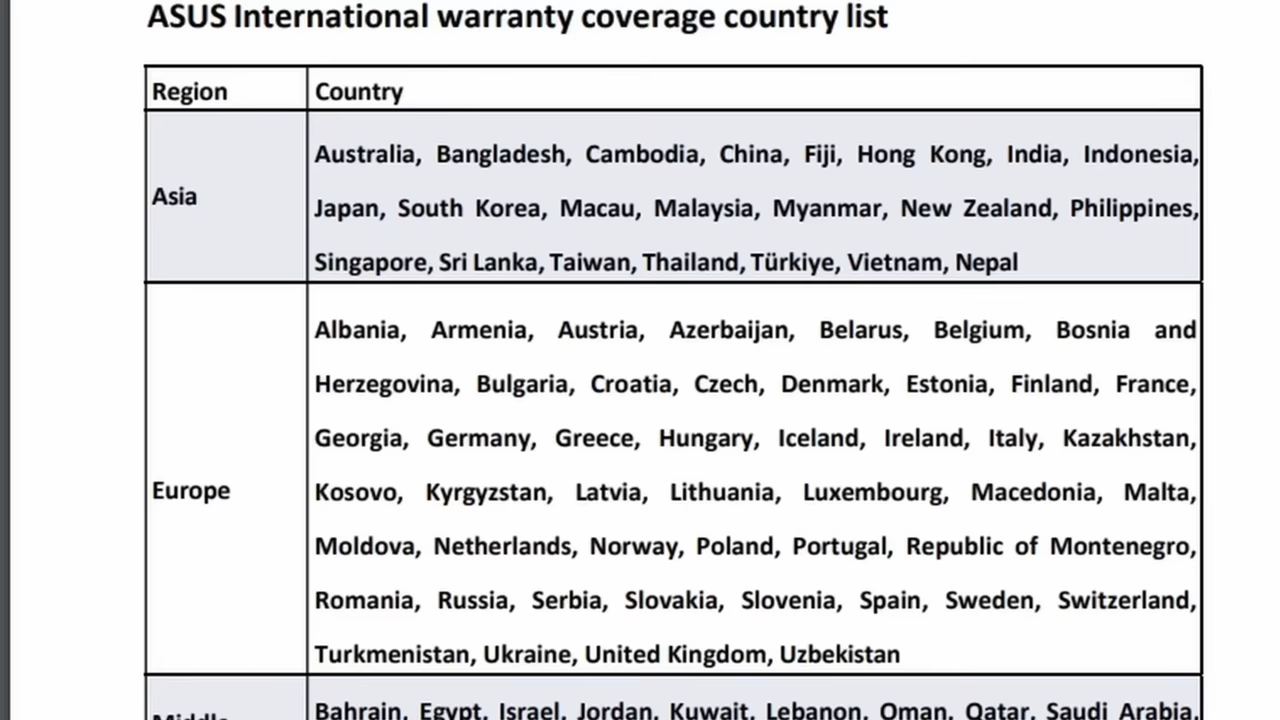 ASUS International warranty coverage country list
Region
Country
Asia
Australia, Bangladesh, Cambodia, China, Fiji, Hong Kong, India, Indonesia,
Japan, South Korea, Macau, Malaysia, Myanmar, New Zealand, Philippines,
Singapore, Sri Lanka, Taiwan, Thailand, Türkiye, Vietnam, Nepal
Europe
Albania, Armenia, Austria, Azerbaijan, Belarus, Belgium, Bosnia and
Herzegovina, Bulgaria, Croatia, Czech, Denmark, Estonia, Finland, France,
Georgia, Germany, Greece, Hungary, Iceland, Ireland, Italy, Kazakhstan,
Kosovo, Kyrgyzstan, Latvia, Lithuania, Luxembourg, Macedonia, Malta,
Moldova, Netherlands, Norway, Poland, Portugal, Republic of Montenegro,
Romania, Russia, Serbia, Slovakia, Slovenia, Spain, Sweden, Switzerland,
Turkmenistan, Ukraine, United Kingdom, Uzbekistan
Middle
Bahrain, Egypt, Israel, Jordan, Kuwait, Lebanon, Oman, Qatar, Saudi Arabia,